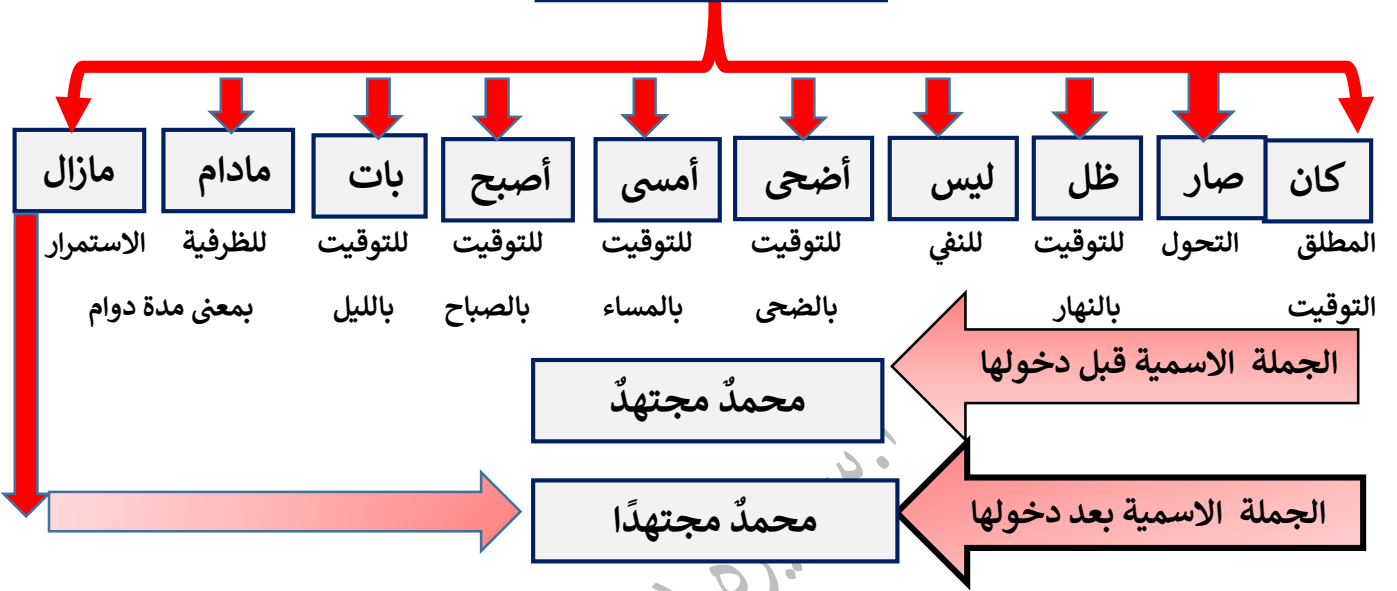 كان صار ظل ليس أضحى أمسى أصبح بات مادام مازال
المطلق التحول للتوقيت للنفي للتوقيت للتوقيت للتوقيت للتوقيت للظرفية الاستمرار
التوقيت بالنهار بالضحى بالمساء بالصباح بالليل بمعنى مدة دوام
الجملة الاسمية قبل دخولها
محمدٌ مجتهدٌ
الجملة الاسمية بعد دخولها
محمدٌ مجتهدًا